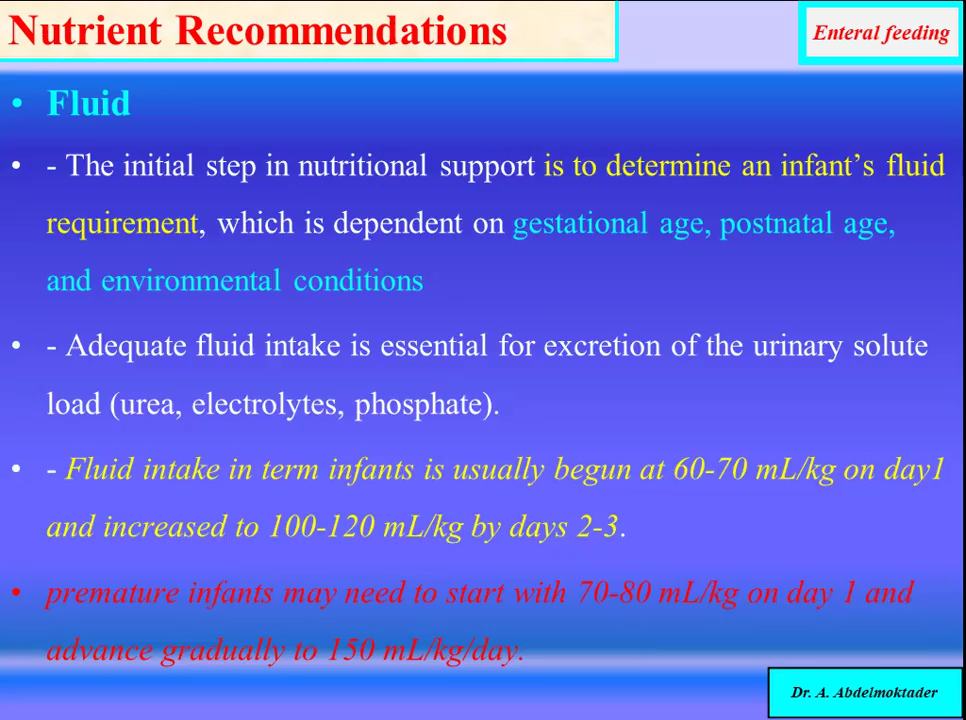 Nutrient Recommendations
Enteral feeding
• Fluid
• - The initial step in nutritional support is to determine an infant’s fluid
requirement, which is dependent on gestational age, postnatal age,
and environmental conditions
• - Adequate fluid intake is essential for excretion of the urinary solute
load (urea, electrolytes, phosphate).
• - Fluid intake in term infants is usually begun at 60-70 mL/kg on day1
and increased to 100-120 mL/kg by days 2-3.
• premature infants may need to start with 70-80 mL/kg on day 1 and
advance gradually to 150 mL/kg/day.
Dr. A. Abdelmoktader